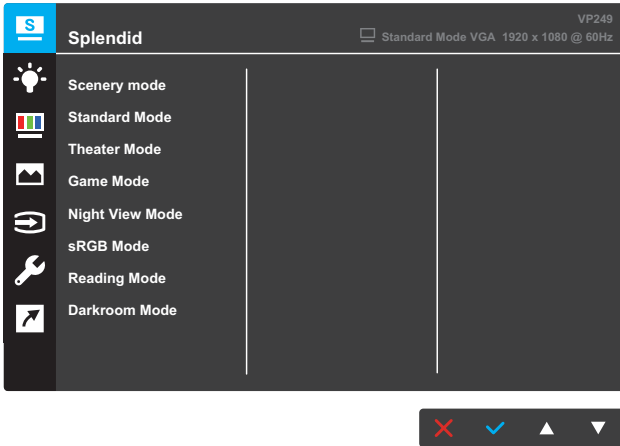 S
VP249
Splendid
Standard Mode VGA 1920 x 1080 @ 60Hz
Scenery mode
Standard Mode
Theater Mode
Game Mode
Night View Mode
sRGB Mode
Reading Mode
Darkroom Mode